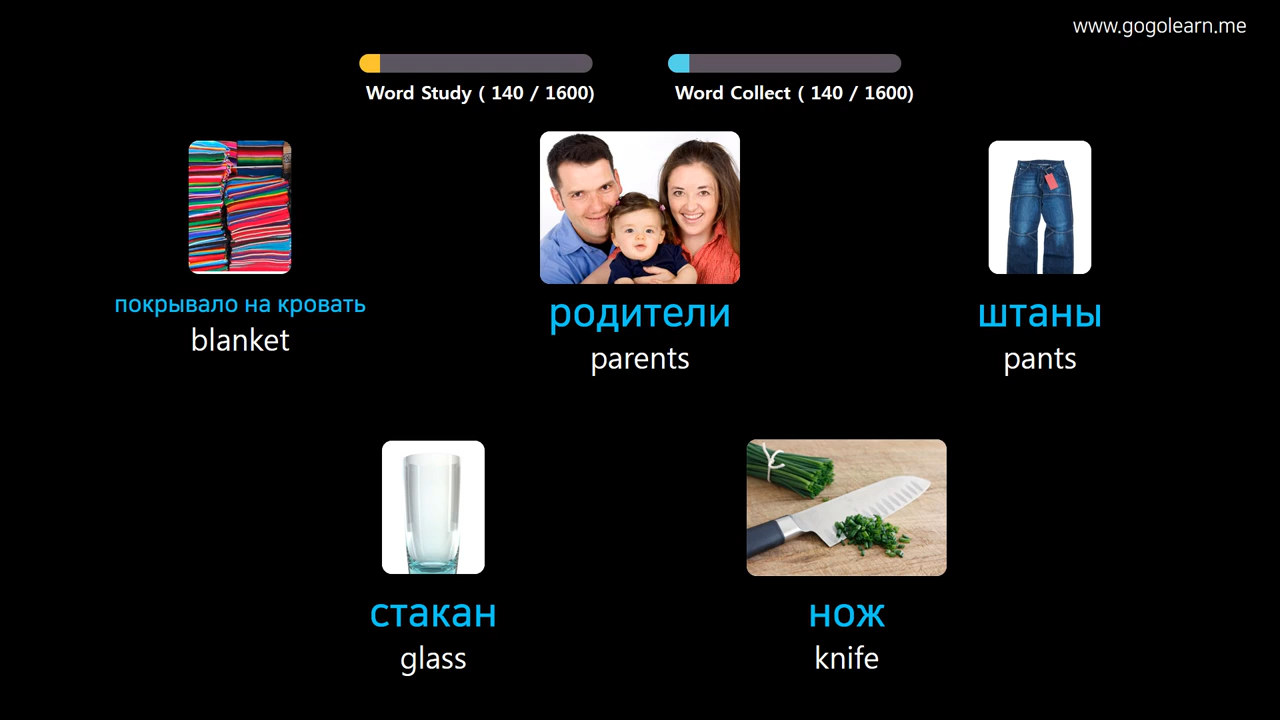 www.gogolearn.me
Word Study ( 140 / 1600)
Word Collect ( 140 / 1600)
покрывало на кровать
blanket
родители
parents
штаны
pants
стакан
glass
нож
knife